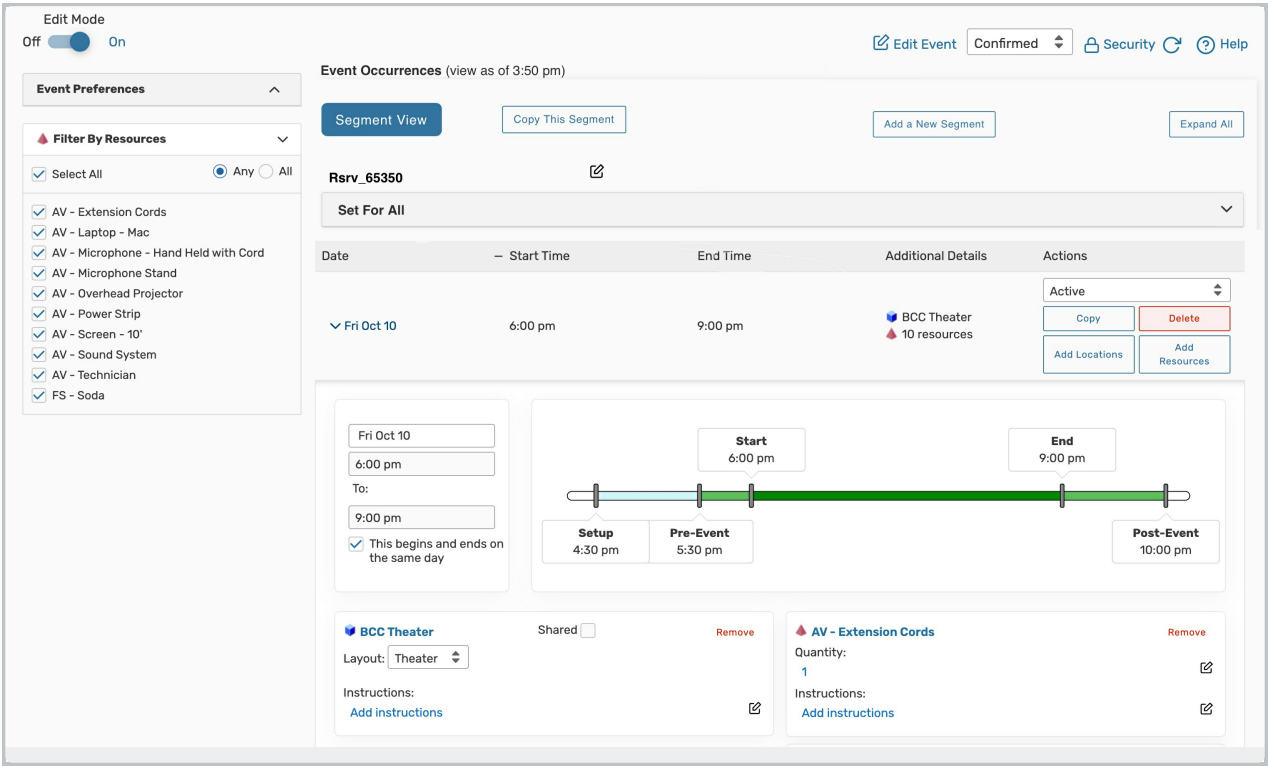 Edit Mode
Off On
Edit Event Confirmed Security Help
Event Preferences
Filter By Resources
Select All Any All
AV - Extension Cords
AV - Laptop - Mac
AV - Microphone - Hand Held with Cord
AV - Microphone Stand
AV - Overhead Projector
AV - Power Strip
AV - Screen - 10'
AV - Sound System
AV - Technician
FS - Soda
Event Occurrences (view as of 3:50 pm)
Segment View Copy This Segment Add a New Segment Expand All
Rsrv_65350
Set For All
Date – Start Time End Time Additional Details Actions
Fri Oct 10 6:00 pm 9:00 pm
BCC Theater
10 resources
Active
Copy Delete
Add Locations Add
Resources
Fri Oct 10
6:00 pm
To:
9:00 pm
This begins and ends on
the same day
Start
6:00 pm
End
9:00 pm
Setup
4:30 pm
Pre-Event
5:30 pm
Post-Event
10:00 pm
BCC Theater Shared Remove
Layout: Theater
Instructions:
Add instructions
AV - Extension Cords Remove
Quantity:
1
Instructions:
Add instructions